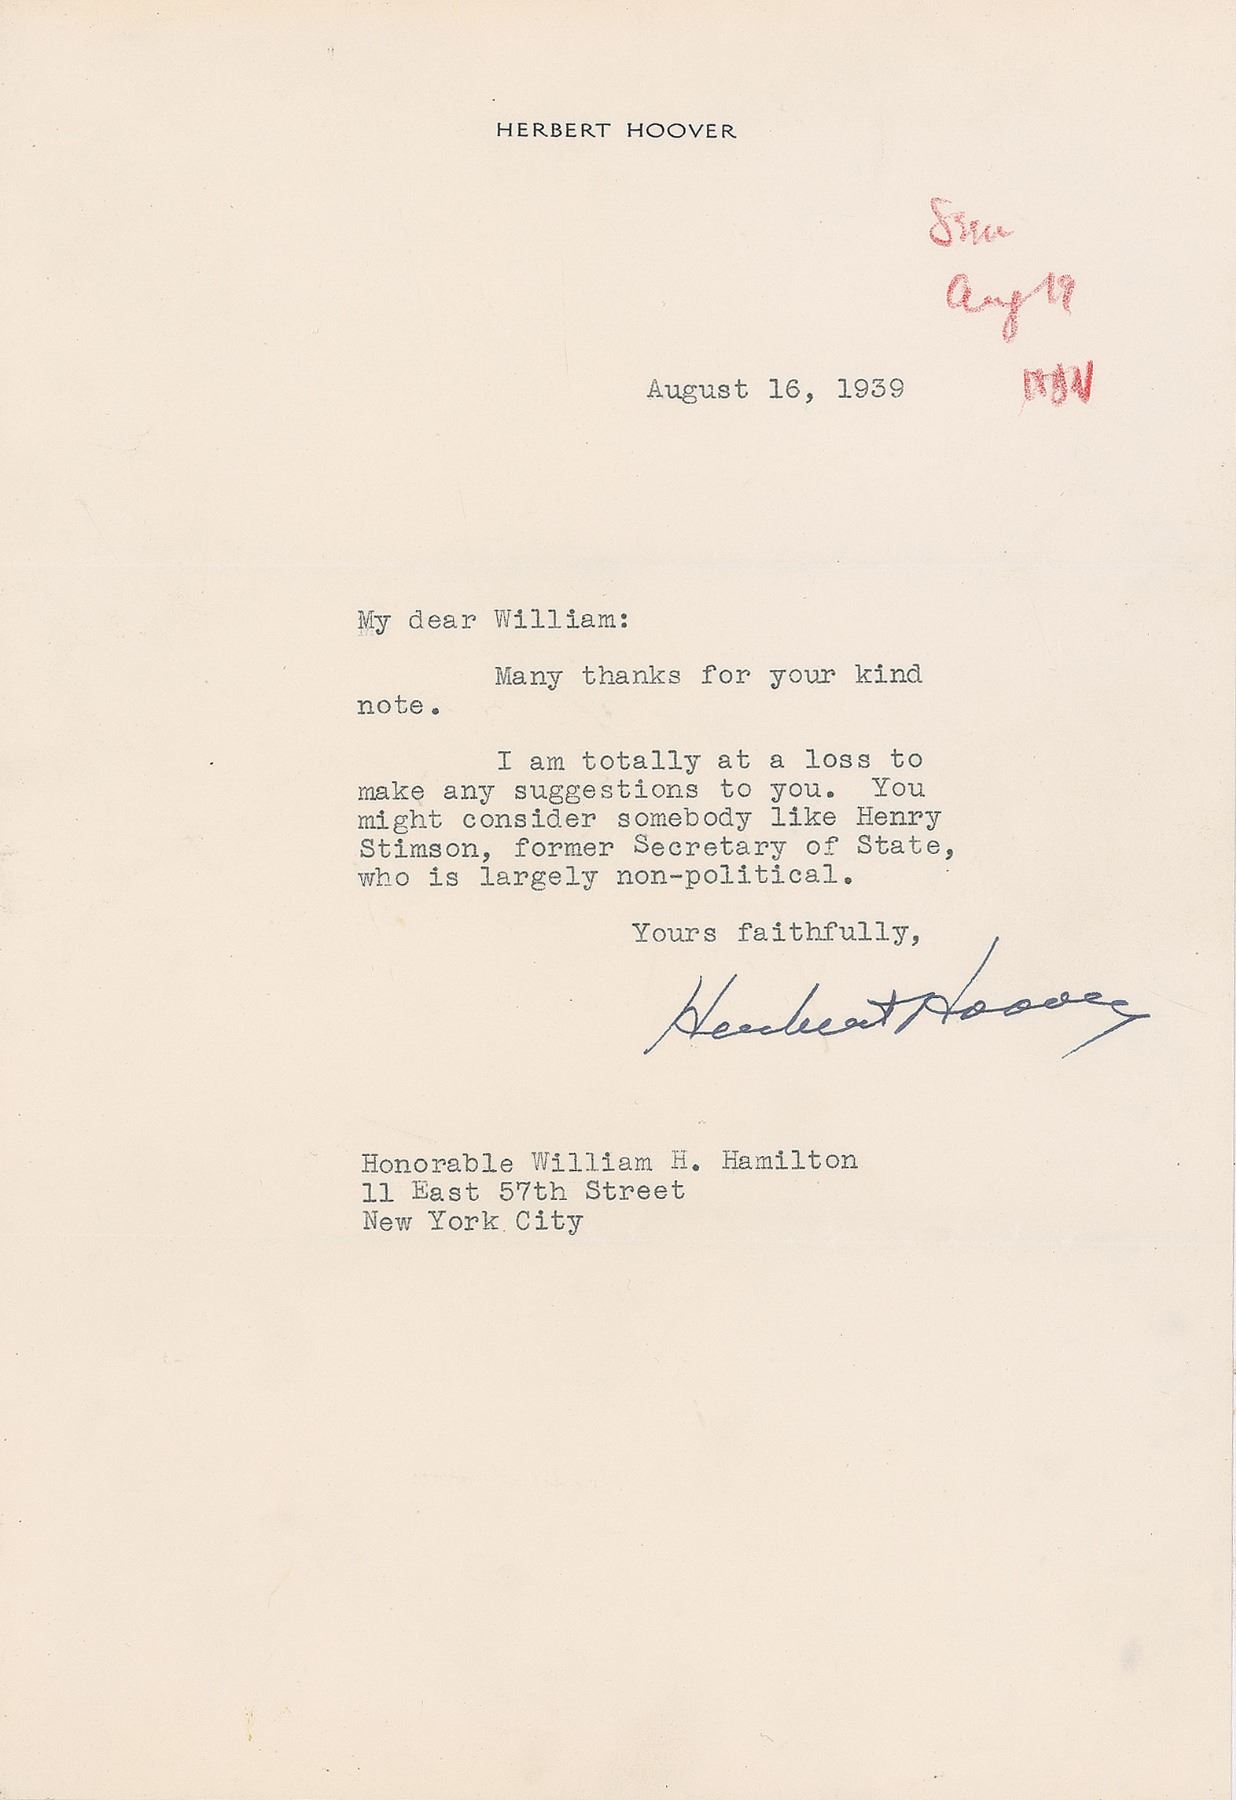 HERBERT HOOVER
Aug 19
August 16, 1939
My dear William:
Many thanks for your kind
note.
I am totally at a loss to
make any suggestions to you. You
might consider somebody like Henry
Stimson, former Secretary of State,
who is largely non-political.
Yours faithfully,
Herbert Hoover
Honorable William H. Hamilton
11 East 57th Street
New York City